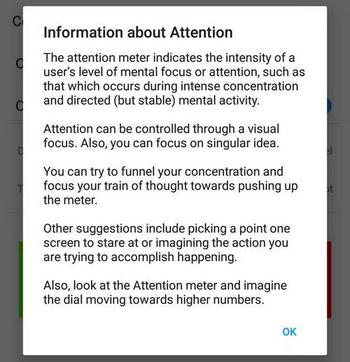 Information about Attention
The attention meter indicates the intensity of a
user's level of mental focus or attention, such as
that which occurs during intense concentration
and directed (but stable) mental activity.
Attention can be controlled through a visual
focus. Also, you can focus on singular idea.
You can try to funnel your concentration and
focus your train of thought towards pushing up
the meter.
Other suggestions include picking a point one
screen to stare at or imagining the action you
are trying to accomplish happening.
Also, look at the Attention meter and imagine
the dial moving towards higher numbers.
OK